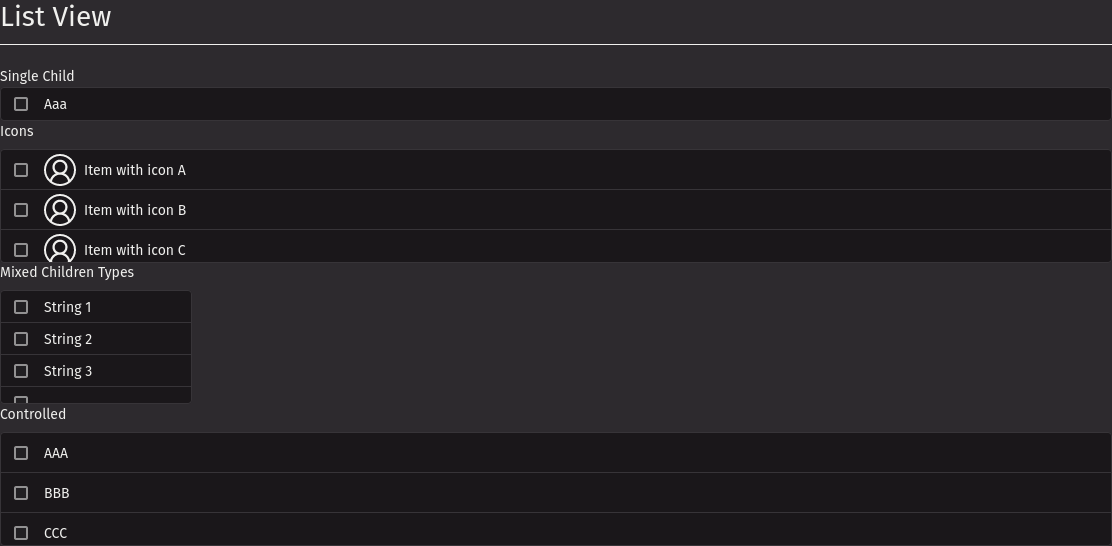 List View
Single Child
Aaa
Icons
Item with icon A
Item with icon B
Item with icon C
Mixed Children Types
String 1
String 2
String 3
Controlled
AAA
BBB
CCC